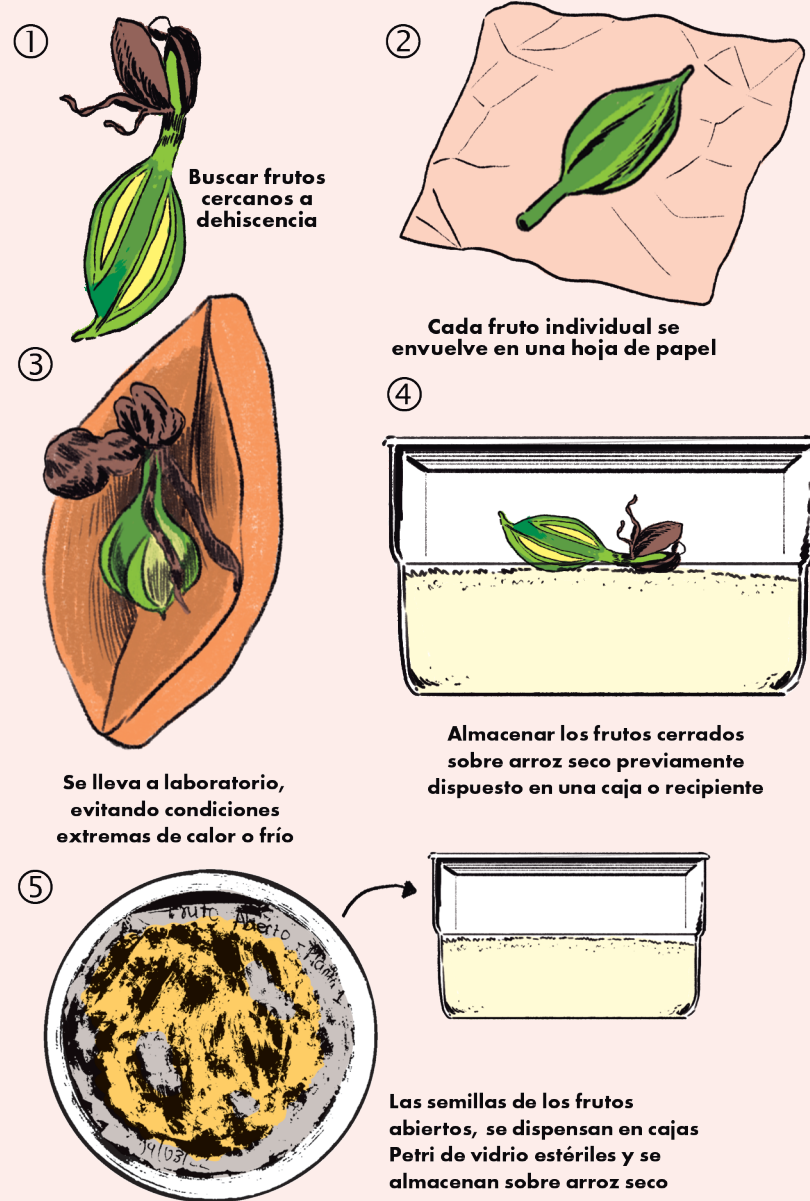 ①
Buscar frutos
cercanos a
dehiscencia
②
Cada fruto individual se
envuelve en una hoja de papel
③
Se lleva a laboratorio,
evitando condiciones
extremas de calor o frío
④
Almacenar los frutos cerrados
sobre arroz seco previamente
dispuesto en una caja o recipiente
⑤
Fruto Abierto - Planta 1
Las semillas de los frutos
abiertos, se dispensan en cajas
Petri de vidrio estériles y se
almacenan sobre arroz seco